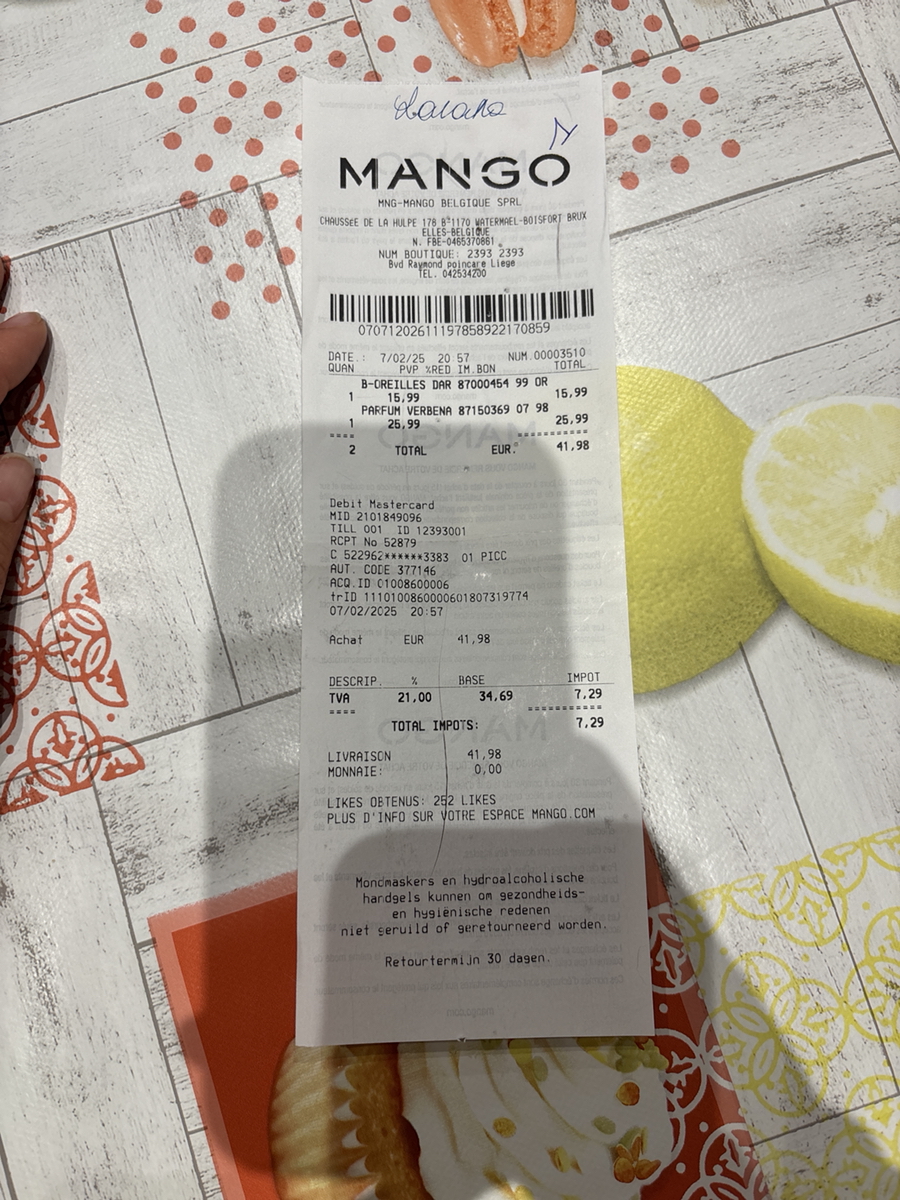 MANGO
MNG-MANGO BELGIQUE SPRL
CHAUSSEE DE LA HULPE 178 B°1170 WATERMAEL-BOISFORT BRUX
ELLES-BELGIQUE
N. FBE-0465370861
NUM BOUTIQUE: 2393 2393
Bvd Raymond poincare Liege
TEL. 042534200
07071202611197858922170859
DATE.: 7/02/25 20 57 NUM.00003510
QUAN PVP %RED IM.BON TOTAL
B-OREILLES DAR 87000454 99 OR
1 15,99 15,99
PARFUM VERBENA 87150369 07 98
1 25,99 25,99
==== ==========
2 TOTAL EUR. 41,98
Debit Mastercard
MID 2101849096
TILL 001 ID 12393001
RCPT No 52879
C 522962******3383 01 PICC
AUT. CODE 377146
ACQ.ID 01008600006
trID 1110100860000601807319774
07/02/2025 20:57
Achat EUR 41,98
DESCRIP. % BASE IMPOT
TVA 21,00 34,69 7,29
==== ===========
TOTAL IMPOTS: 7,29
LIVRAISON 41,98
MONNAIE: 0,00
LIKES OBTENUS: 252 LIKES
PLUS D'INFO SUR VOTRE ESPACE MANGO.COM
Mondmaskers en hydroalcoholische
handgels kunnen om gezondheids-
en hygiënische redenen
niet geruild of geretourneerd worden.
Retourtermijn 30 dagen.